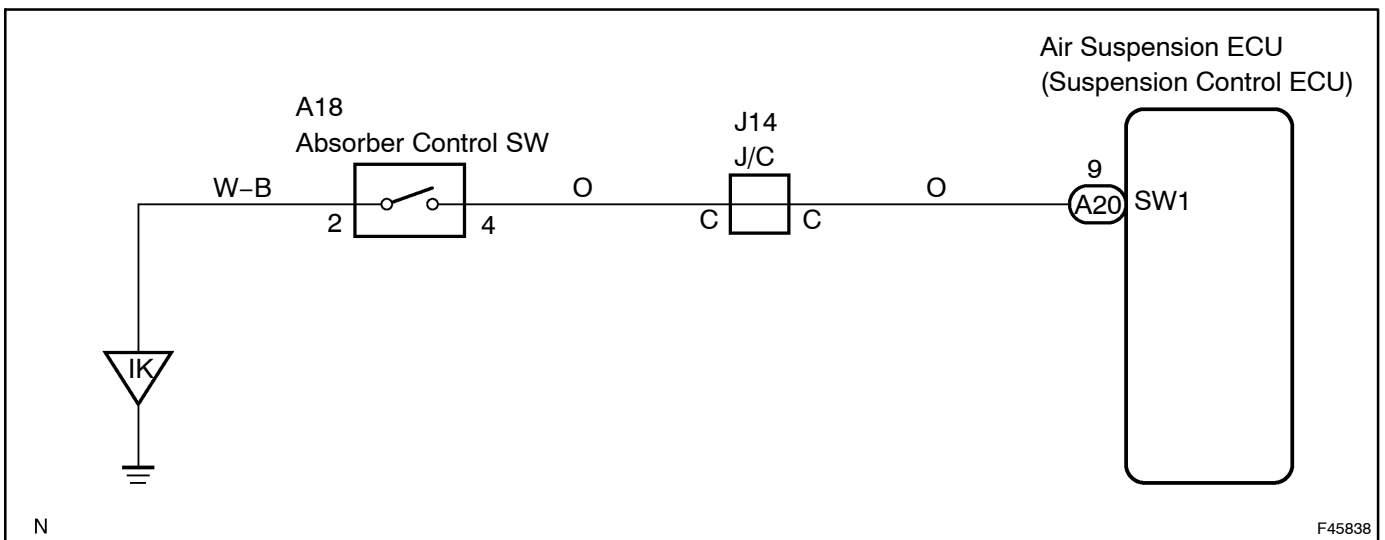 Air Suspension ECU
(Suspension Control ECU)
A18
Absorber Control SW
J14
J/C
W–B
O
O
9
A20
SW1
2
4
C
C
IK
N
F45838